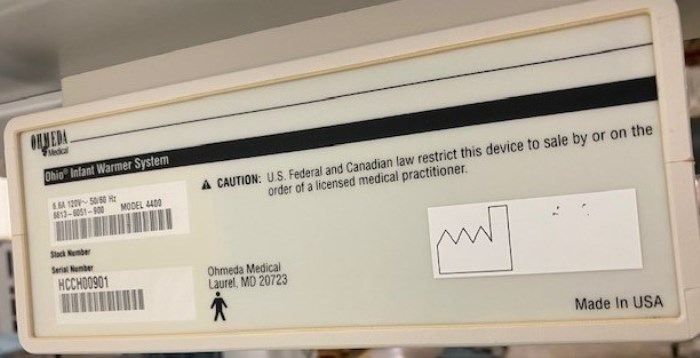 OHMEDA
Medical
Ohio® Infant Warmer System
⚠ CAUTION: U.S. Federal and Canadian law restrict this device to sale by or on the
order of a licensed medical practitioner.
6.6A 120V~ 50/60 Hz
6613-6051-900 MODEL 4400
Stock Number
Serial Number
HCCH00901
Ohmeda Medical
Laurel, MD 20723
Made In USA